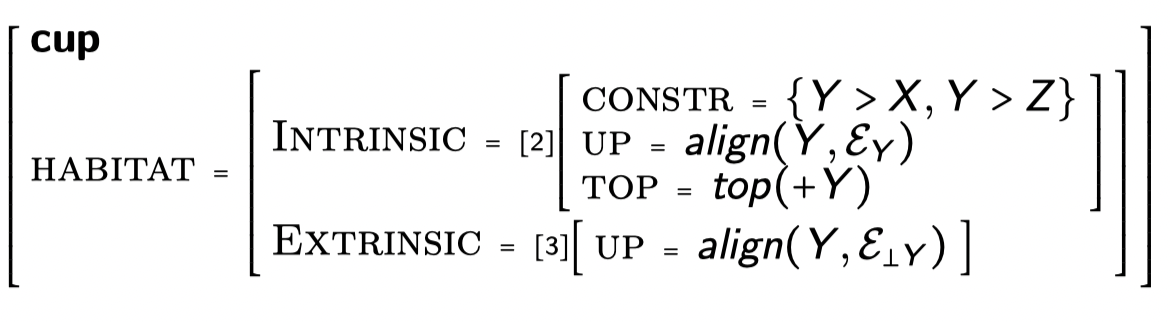 cup
HABITAT = INTRINSIC = [2] CONSTR = {Y > X, Y > Z}
UP = align(Y, ℰ_Y)
TOP = top(+Y)
EXTRINSIC = [3] [ UP = align(Y, ℰ_⊥Y) ]